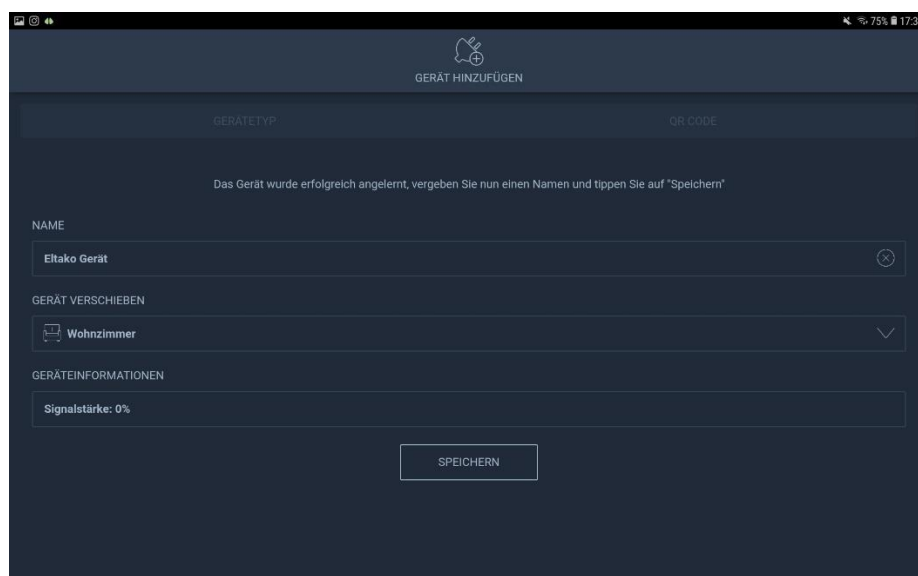 75% 17:3
GERÄT HINZUFÜGEN
GERÄTETYP QR CODE
Das Gerät wurde erfolgreich angelernt, vergeben Sie nun einen Namen und tippen Sie auf "Speichern"
NAME
Eltako Gerät
GERÄT VERSCHIEBEN
Wohnzimmer
GERÄTEINFORMATIONEN
Signalstärke: 0%
SPEICHERN